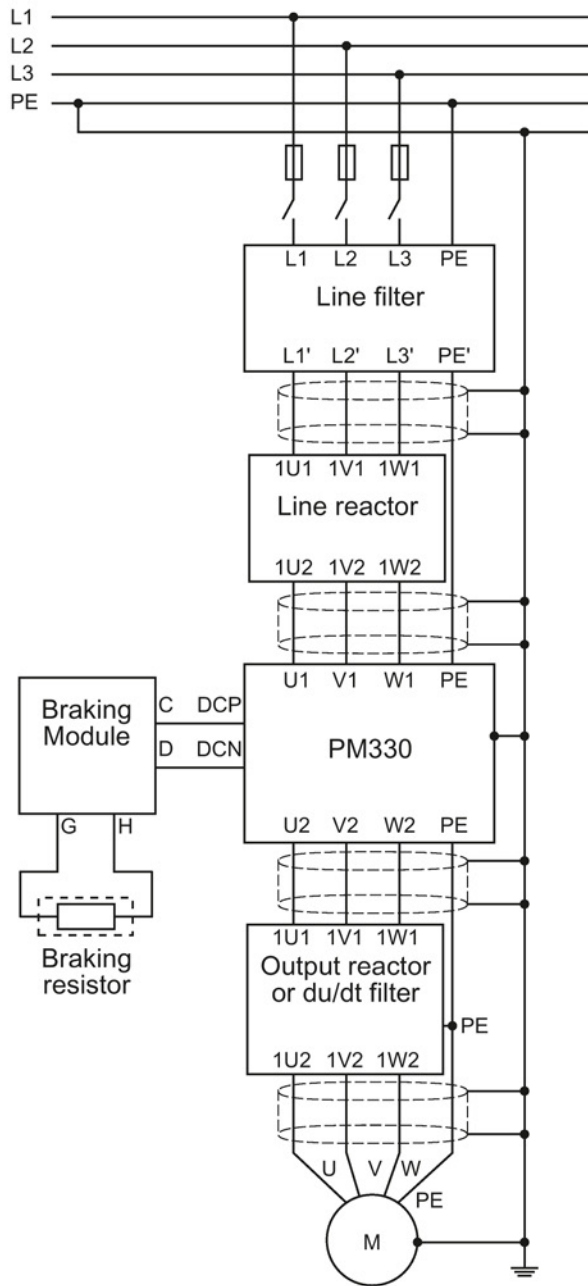 L1
L2
L3
PE
L1 L2 L3 PE
Line filter
L1' L2' L3' PE'
1U1 1V1 1W1
Line reactor
1U2 1V2 1W2
U1 V1 W1 PE
Braking
Module
C DCP
D DCN
PM330
G H
U2 V2 W2 PE
Braking
resistor
1U1 1V1 1W1
Output reactor
or du/dt filter
PE
1U2 1V2 1W2
U V W
PE
M